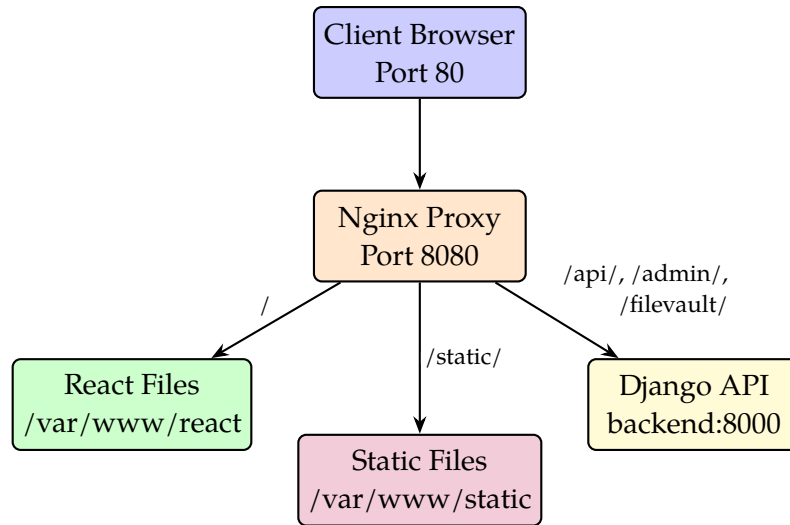 Client Browser
Port 80
Nginx Proxy
Port 8080
/
/static/
/api/, /admin/,
/filevault/
React Files
/var/www/react
Static Files
/var/www/static
Django API
backend:8000